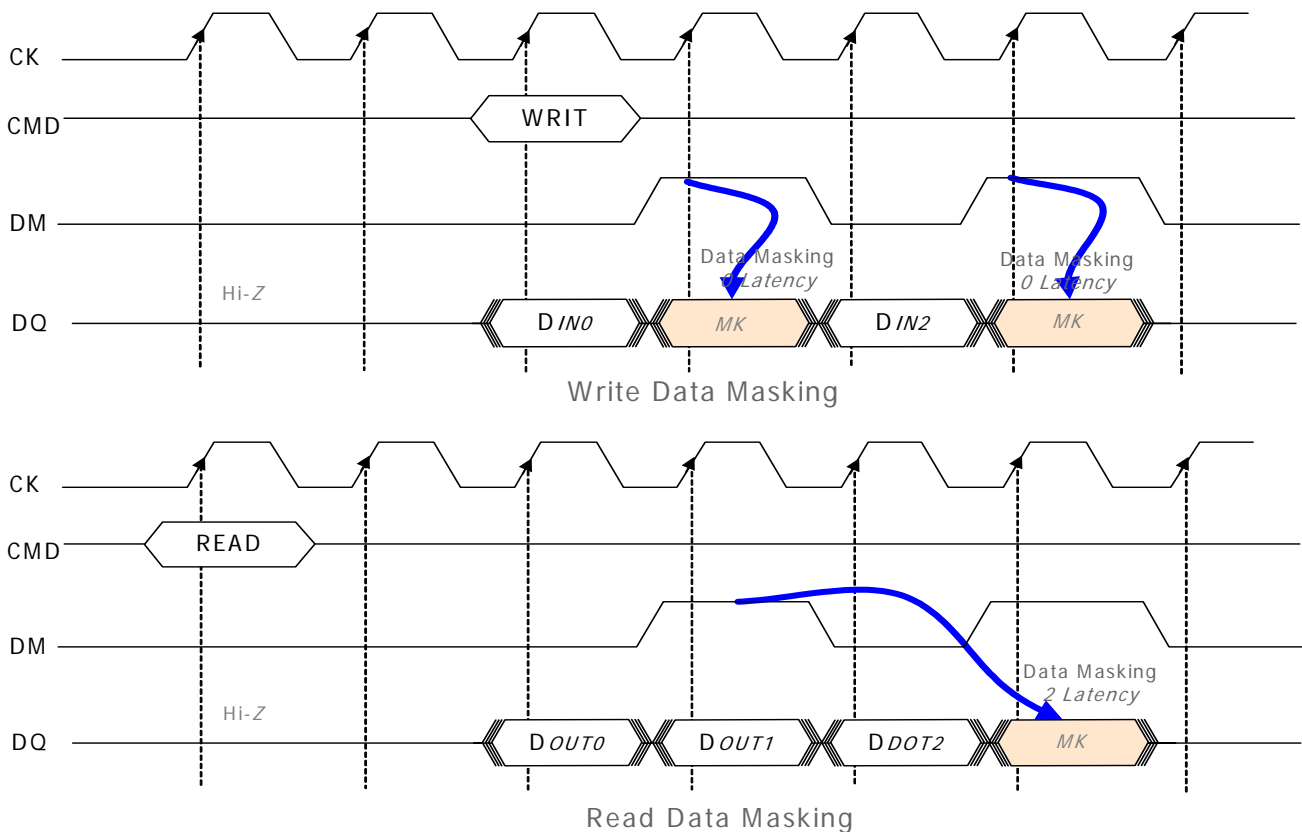 CK
CMD
WRIT
DM
Data Masking
0 Latency
Data Masking
0 Latency
Hi-Z
DQ
DIN0
MK
DIN2
MK
Write Data Masking
CK
CMD
READ
DM
Data Masking
2 Latency
Hi-Z
DQ
DOUT0
DOUT1
DDOT2
MK
Read Data Masking